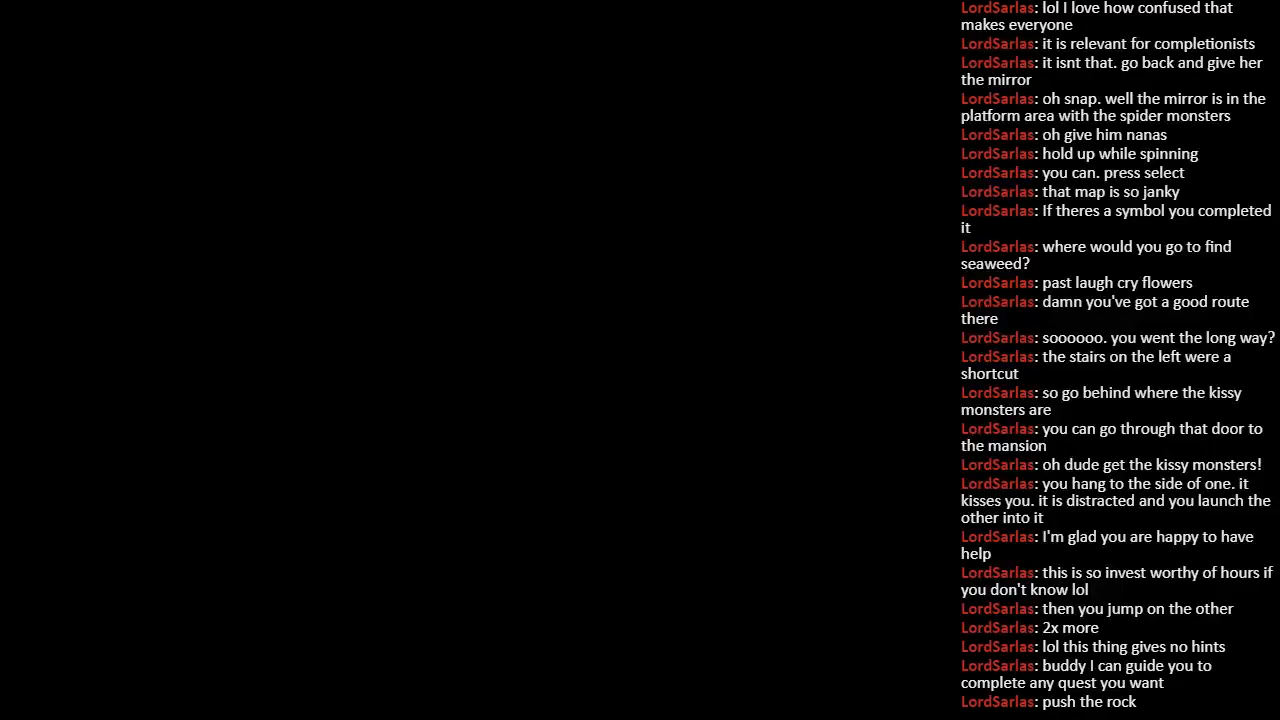 LordSarlas: lol I love how confused that
makes everyone
LordSarlas: it is relevant for completionists
LordSarlas: it isnt that. go back and give her
the mirror
LordSarlas: oh snap. well the mirror is in the
platform area with the spider monsters
LordSarlas: oh give him nanas
LordSarlas: hold up while spinning
LordSarlas: you can. press select
LordSarlas: that map is so janky
LordSarlas: If theres a symbol you completed
it
LordSarlas: where would you go to find
seaweed?
LordSarlas: past laugh cry flowers
LordSarlas: damn you've got a good route
there
LordSarlas: soooooo. you went the long way?
LordSarlas: the stairs on the left were a
shortcut
LordSarlas: so go behind where the kissy
monsters are
LordSarlas: you can go through that door to
the mansion
LordSarlas: oh dude get the kissy monsters!
LordSarlas: you hang to the side of one. it
kisses you. it is distracted and you launch the
other into it
LordSarlas: I'm glad you are happy to have
help
LordSarlas: this is so invest worthy of hours if
you don't know lol
LordSarlas: then you jump on the other
LordSarlas: 2x more
LordSarlas: lol this thing gives no hints
LordSarlas: buddy I can guide you to
complete any quest you want
LordSarlas: push the rock